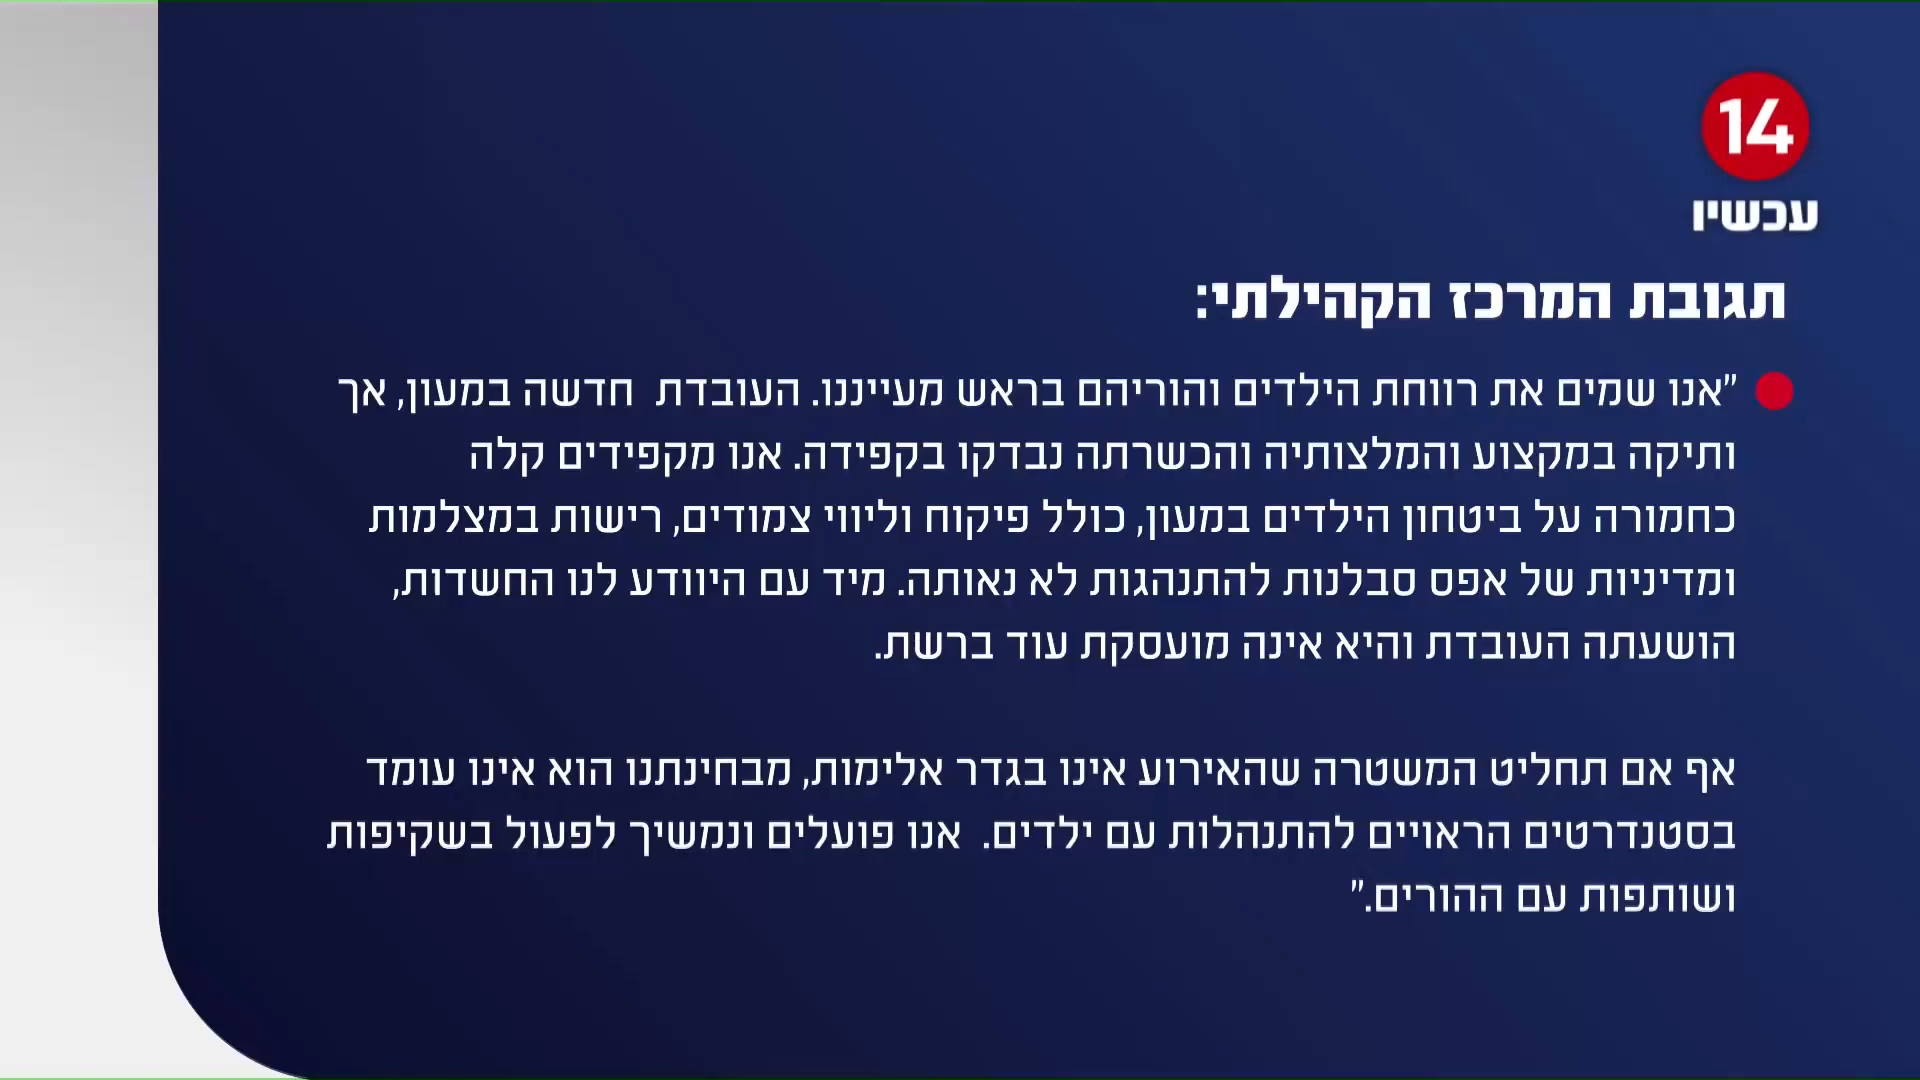 14
עכשיו
תגובת המרכז הקהילתי:
"אנו שמים את רווחת הילדים והוריהם בראש מעייננו. העובדת  חדשה במעון, אך
ותיקה במקצוע והמלצותיה והכשרתה נבדקו בקפידה. אנו מקפידים קלה
כחמורה על ביטחון הילדים במעון, כולל פיקוח וליווי צמודים, רישות במצלמות
ומדיניות של אפס סבלנות להתנהגות לא נאותה. מיד עם היוודע לנו החשדות,
הושעתה העובדת והיא אינה מועסקת עוד ברשת.
אף אם תחליט המשטרה שהאירוע אינו בגדר אלימות, מבחינתנו הוא אינו עומד
בסטנדרטים הראויים להתנהלות עם ילדים.  אנו פועלים ונמשיך לפעול בשקיפות
ושותפות עם ההורים."